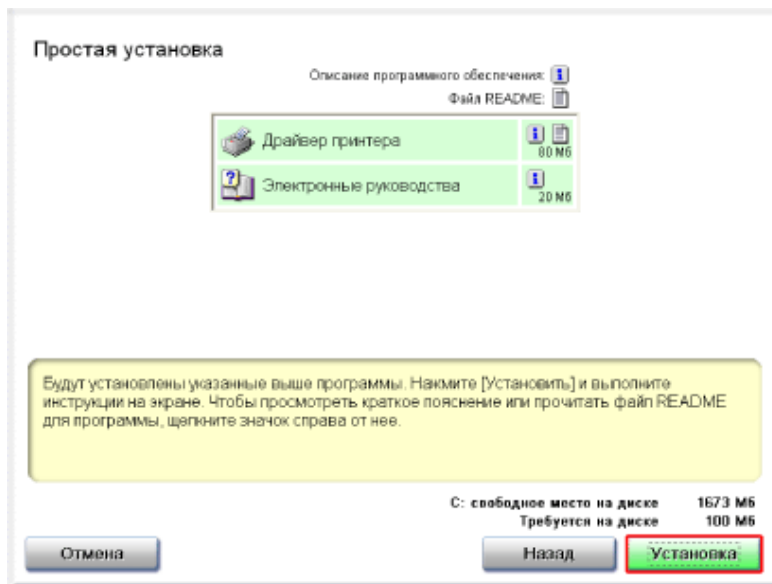 Простая установка
Описание программного обеспечения:
Файл README:
Драйвер принтера
80 Мб
Электронные руководства
20 Мб
Будут установлены указанные выше программы. Нажмите [Установить] и выполните
инструкции на экране. Чтобы просмотреть краткое пояснение или прочитать файл README
для программы, щелкните значок справа от нее.
C: свободное место на диске 1673 Мб
Требуется на диске 100 Мб
Отмена
Назад
Установка